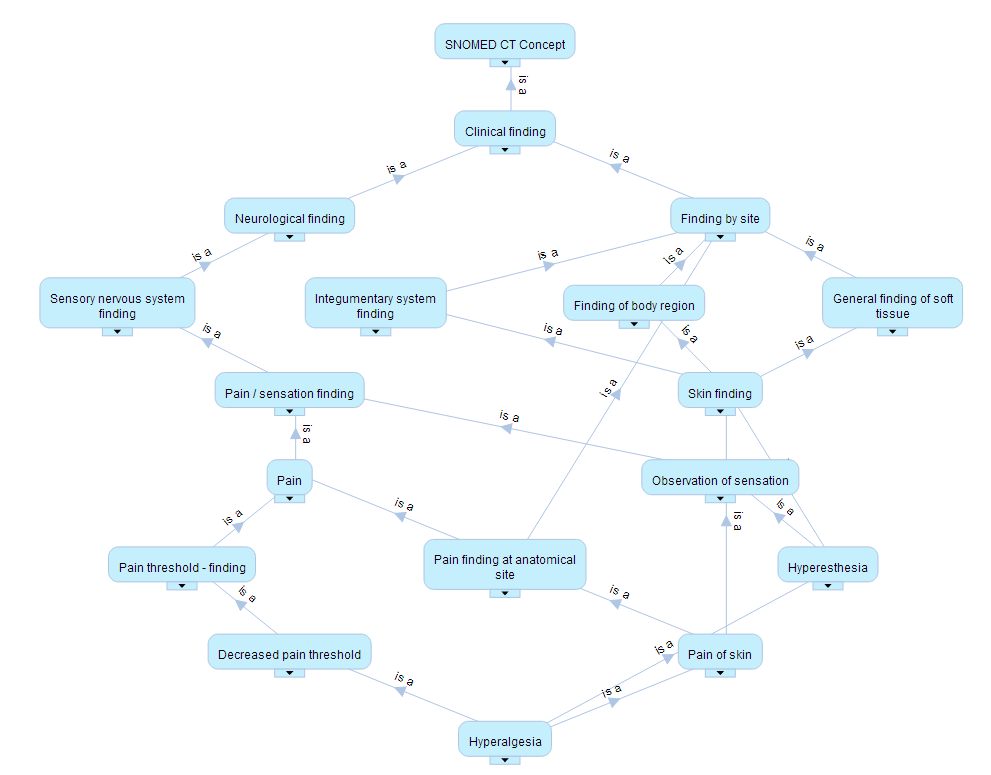 SNOMED CT Concept
is a
Clinical finding
is a
is a
Neurological finding
Finding by site
is a
is a
is a
is a
Sensory nervous system
finding
Integumentary system
finding
Finding of body region
General finding of soft
tissue
is a
is a
is a
is a
Pain / sensation finding
is a
Skin finding
is a
is a
Pain
Observation of sensation
is a
is a
is a
is a
Pain threshold - finding
Pain finding at anatomical
site
Hyperesthesia
is a
is a
Decreased pain threshold
is a
Pain of skin
is a
is a
Hyperalgesia